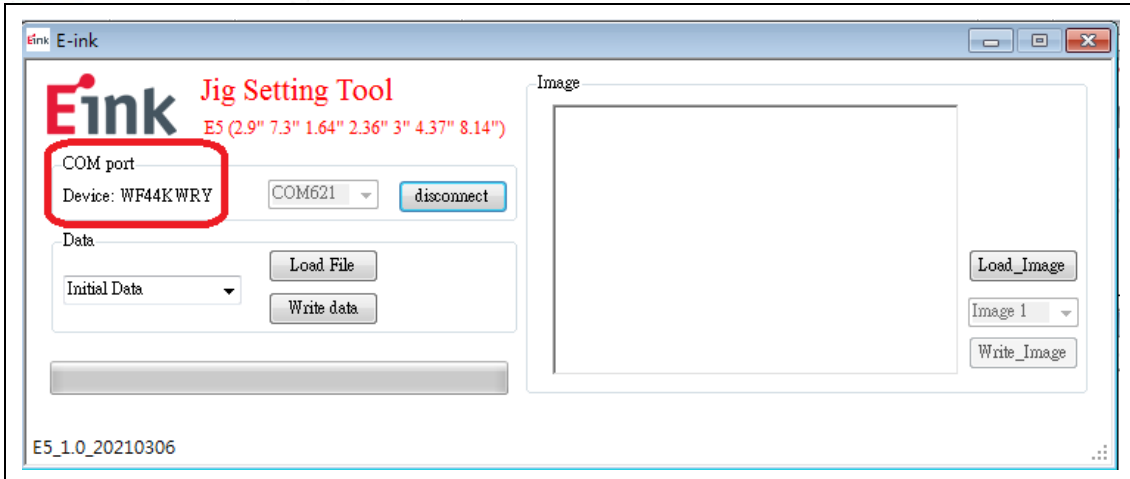 Eink E-ink
Eink
Jig Setting Tool
E5 (2.9" 7.3" 1.64" 2.36" 3" 4.37" 8.14")
COM port
Device: WF44KWRY
COM621
disconnect
Data
Initial Data
Load File
Write data
Image
Load_Image
Image 1
Write_Image
E5_1.0_20210306